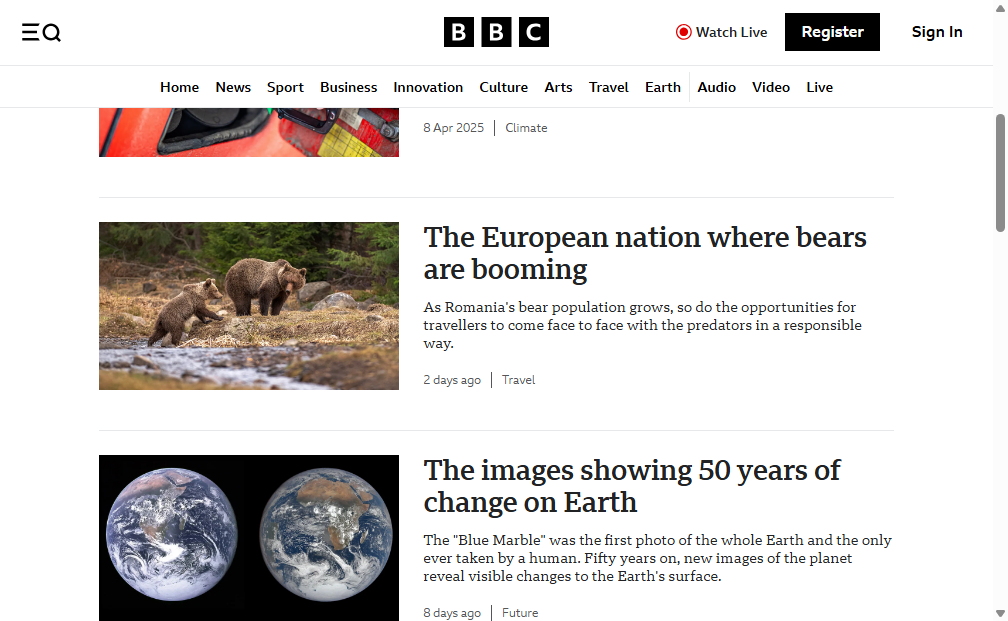 BBC
Watch Live
Register
Sign In
Home News Sport Business Innovation Culture Arts Travel Earth Audio Video Live
8 Apr 2025 | Climate
The European nation where bears
are booming
As Romania's bear population grows, so do the opportunities for
travellers to come face to face with the predators in a responsible
way.
2 days ago | Travel
The images showing 50 years of
change on Earth
The "Blue Marble" was the first photo of the whole Earth and the only
ever taken by a human. Fifty years on, new images of the planet
reveal visible changes to the Earth's surface.
8 days ago | Future